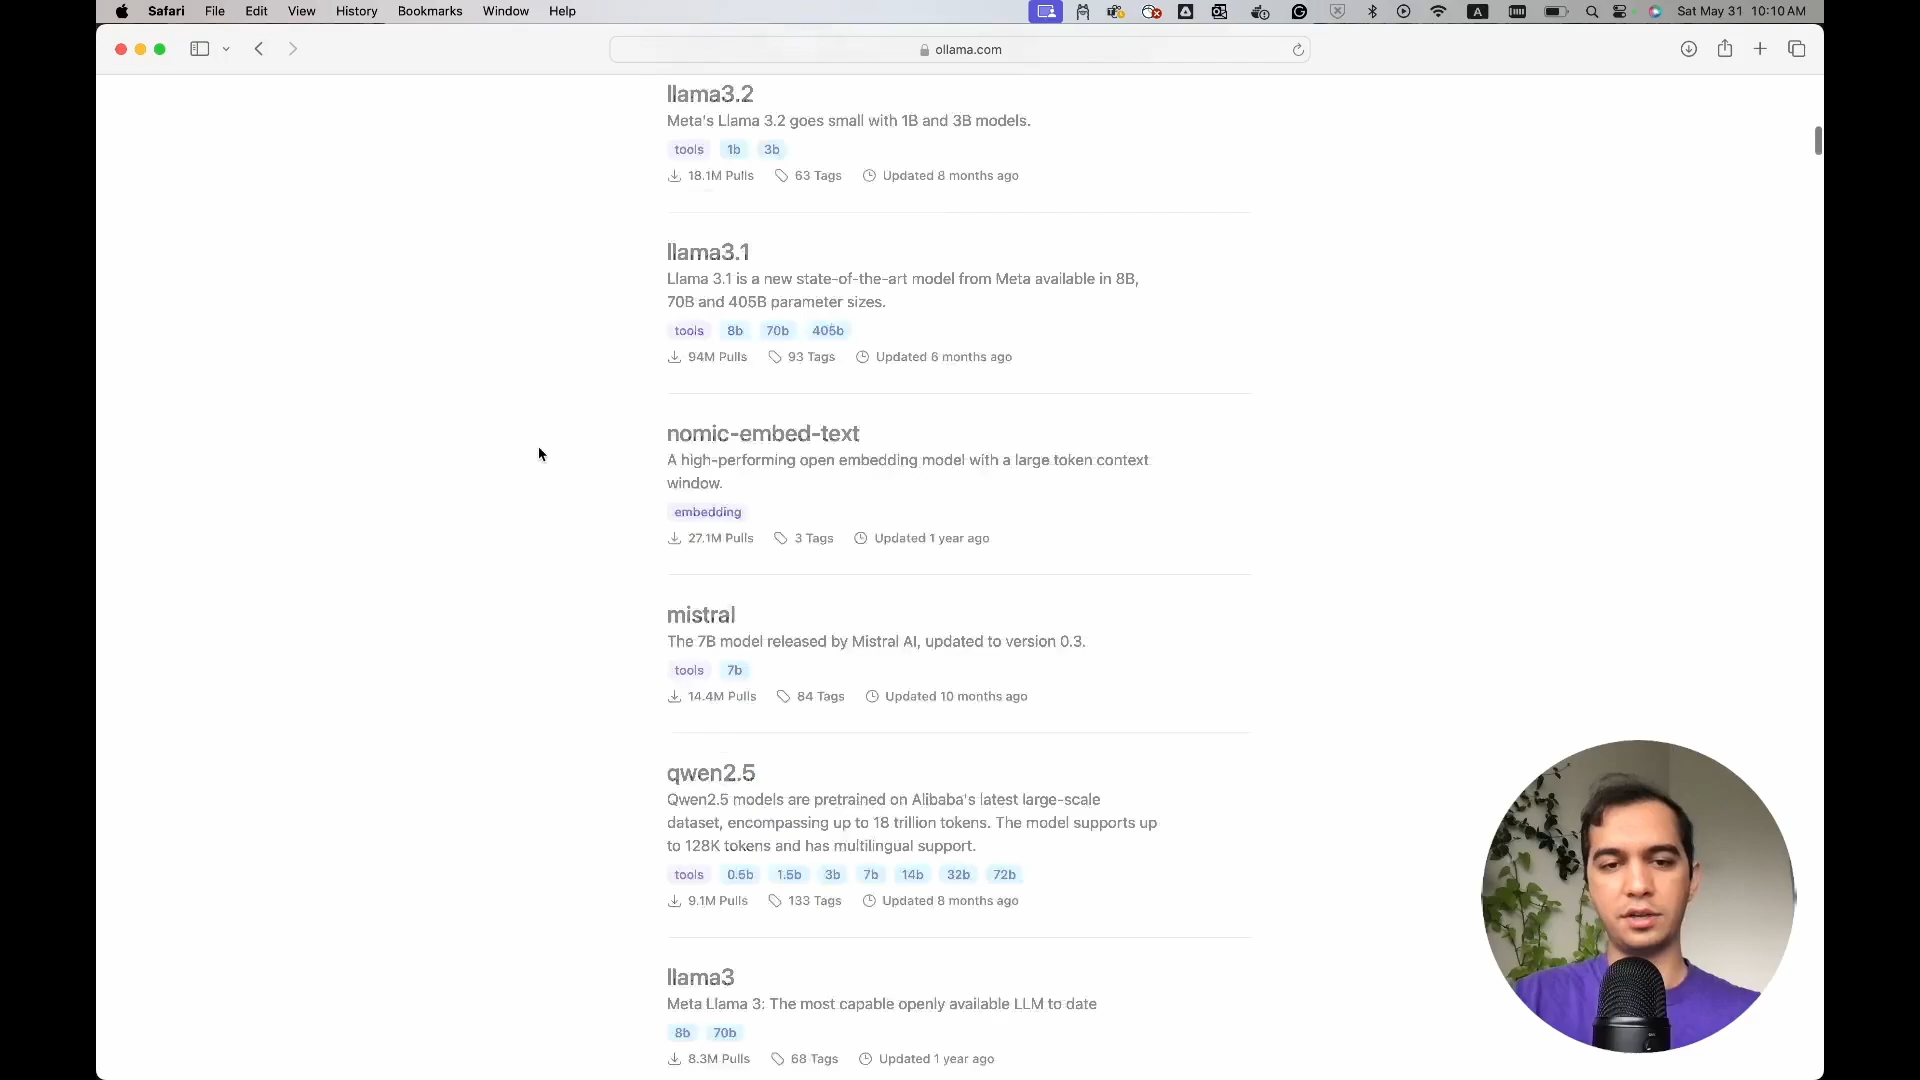 Safari File Edit View History Bookmarks Window Help
A
Sat May 31 10:10 AM
ollama.com
llama3.2
Meta's Llama 3.2 goes small with 1B and 3B models.
tools 1b 3b
18.1M Pulls 63 Tags Updated 8 months ago
llama3.1
Llama 3.1 is a new state-of-the-art model from Meta available in 8B,
70B and 405B parameter sizes.
tools 8b 70b 405b
94M Pulls 93 Tags Updated 6 months ago
nomic-embed-text
A high-performing open embedding model with a large token context
window.
embedding
27.1M Pulls 3 Tags Updated 1 year ago
mistral
The 7B model released by Mistral AI, updated to version 0.3.
tools 7b
14.4M Pulls 84 Tags Updated 10 months ago
qwen2.5
Qwen2.5 models are pretrained on Alibaba's latest large-scale
dataset, encompassing up to 18 trillion tokens. The model supports up
to 128K tokens and has multilingual support.
tools 0.5b 1.5b 3b 7b 14b 32b 72b
9.1M Pulls 133 Tags Updated 8 months ago
llama3
Meta Llama 3: The most capable openly available LLM to date
8b 70b
8.3M Pulls 68 Tags Updated 1 year ago